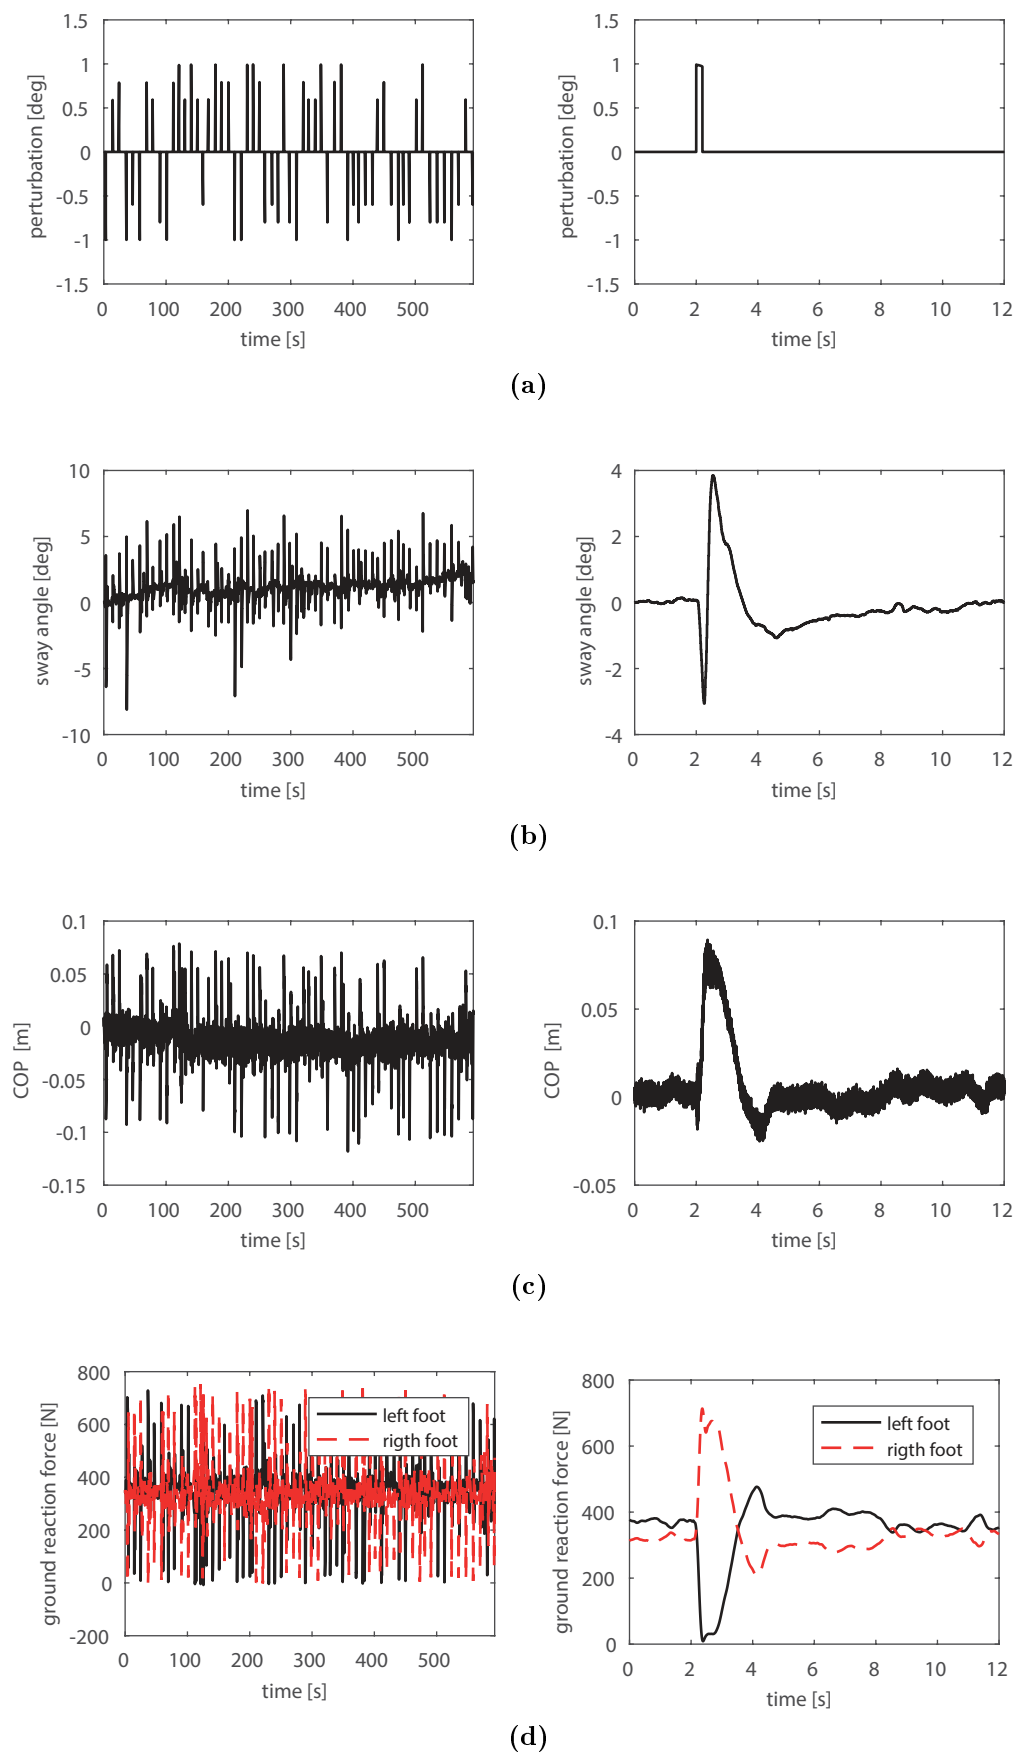 1.5
1
0.5
0
-0.5
-1
-1.5
perturbation [deg]
0 100 200 300 400 500
time [s]
1.5
1
0.5
0
-0.5
-1
-1.5
perturbation [deg]
0 2 4 6 8 10 12
time [s]
(a)
10
5
0
-5
-10
sway angle [deg]
0 100 200 300 400 500
time [s]
4
2
0
-2
-4
sway angle [deg]
0 2 4 6 8 10 12
time [s]
(b)
0.1
0.05
0
-0.05
-0.1
-0.15
COP [m]
0 100 200 300 400 500
time [s]
0.1
0.05
0
-0.05
COP [m]
0 2 4 6 8 10 12
time [s]
(c)
800
600
400
200
0
-200
ground reaction force [N]
left foot
rigth foot
0 100 200 300 400 500
time [s]
800
600
400
200
0
ground reaction force [N]
left foot
rigth foot
0 2 4 6 8 10 12
time [s]
(d)